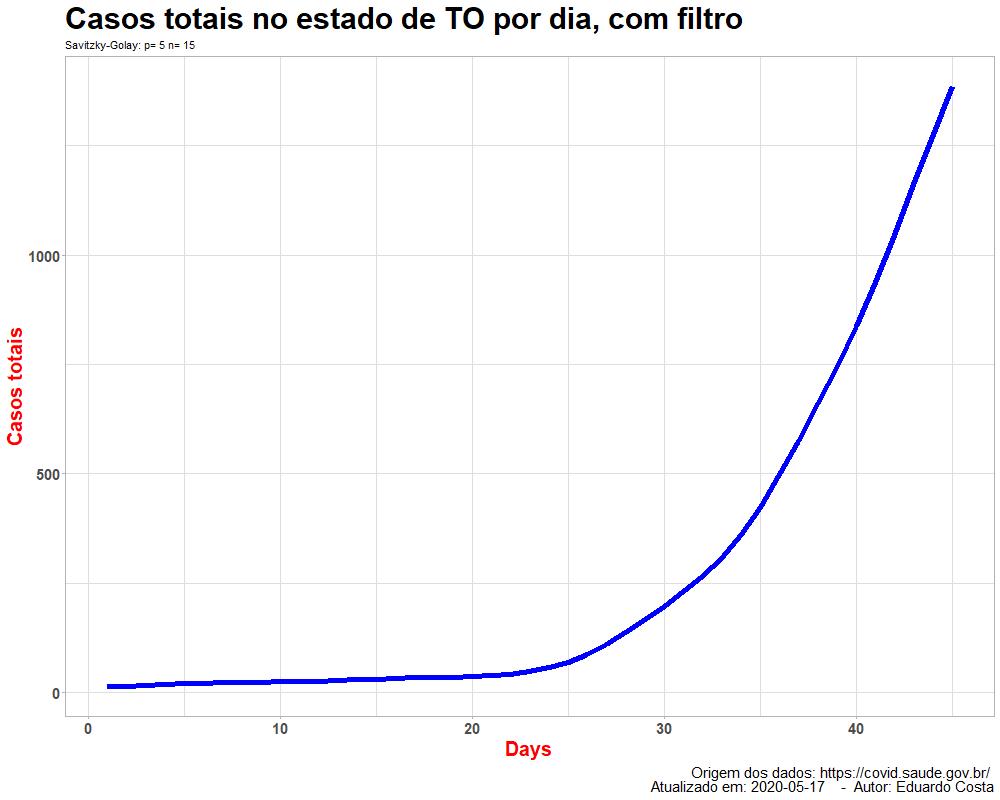 Casos totais no estado de TO por dia, com filtro
Savitzky-Golay: p= 5 n= 15
1000
500
0
Casos totais
0 10 20 30 40
Days
Origem dos dados: https://covid.saude.gov.br/
Atualizado em: 2020-05-17 - Autor: Eduardo Costa